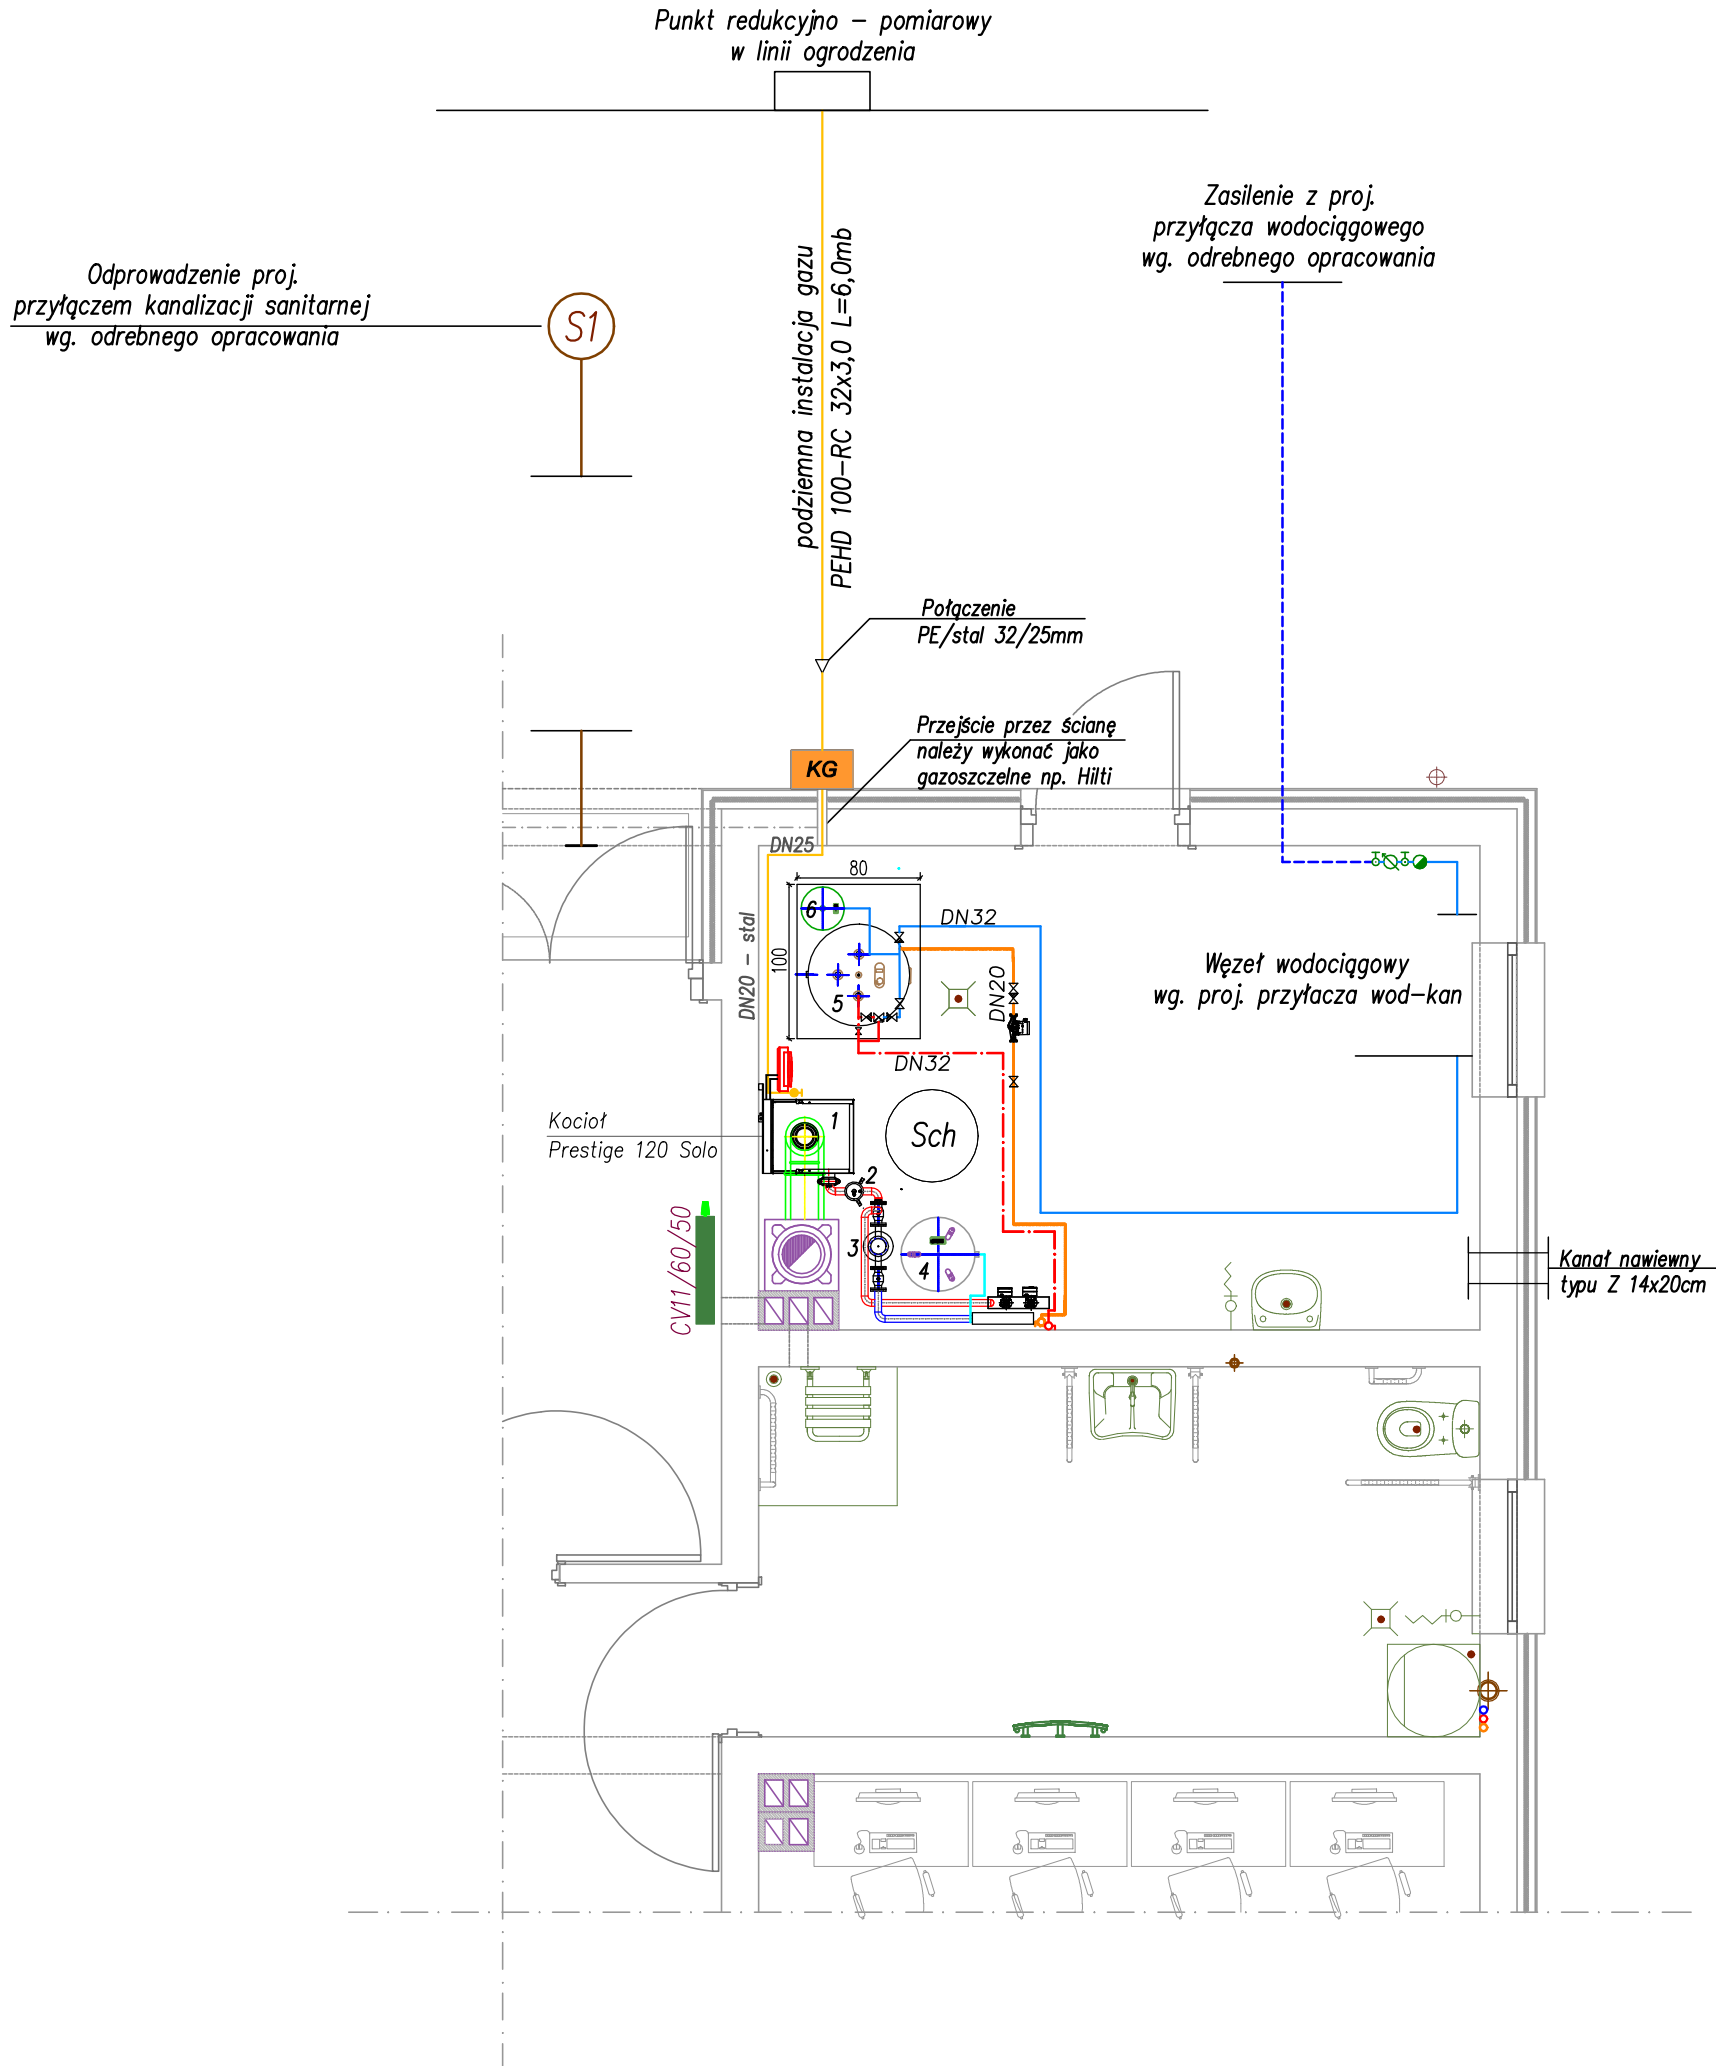 Punkt redukcyjno – pomiarowy
w linii ogrodzenia
Zasilenie z proj.
przyłącza wodociągowego
wg. odrebnego opracowania
Odprowadzenie proj.
przyłączem kanalizacji sanitarnej
wg. odrebnego opracowania
S1
podziemna instalacja gazu
PEHD 100–RC 32x3,0 L=6,0mb
Połączenie
PE/stal 32/25mm
Przejście przez ścianę
należy wykonać jako
gazoszczelne np. Hilti
KG
DN25
80
6
DN32
DN20 – stal
100
5
DN20
Węzeł wodociągowy
wg. proj. przyłacza wod–kan
DN32
Kocioł
Prestige 120 Solo
1
Sch
2
3
4
CV11/60/50
Kanał nawiewny
typu Z 14x20cm